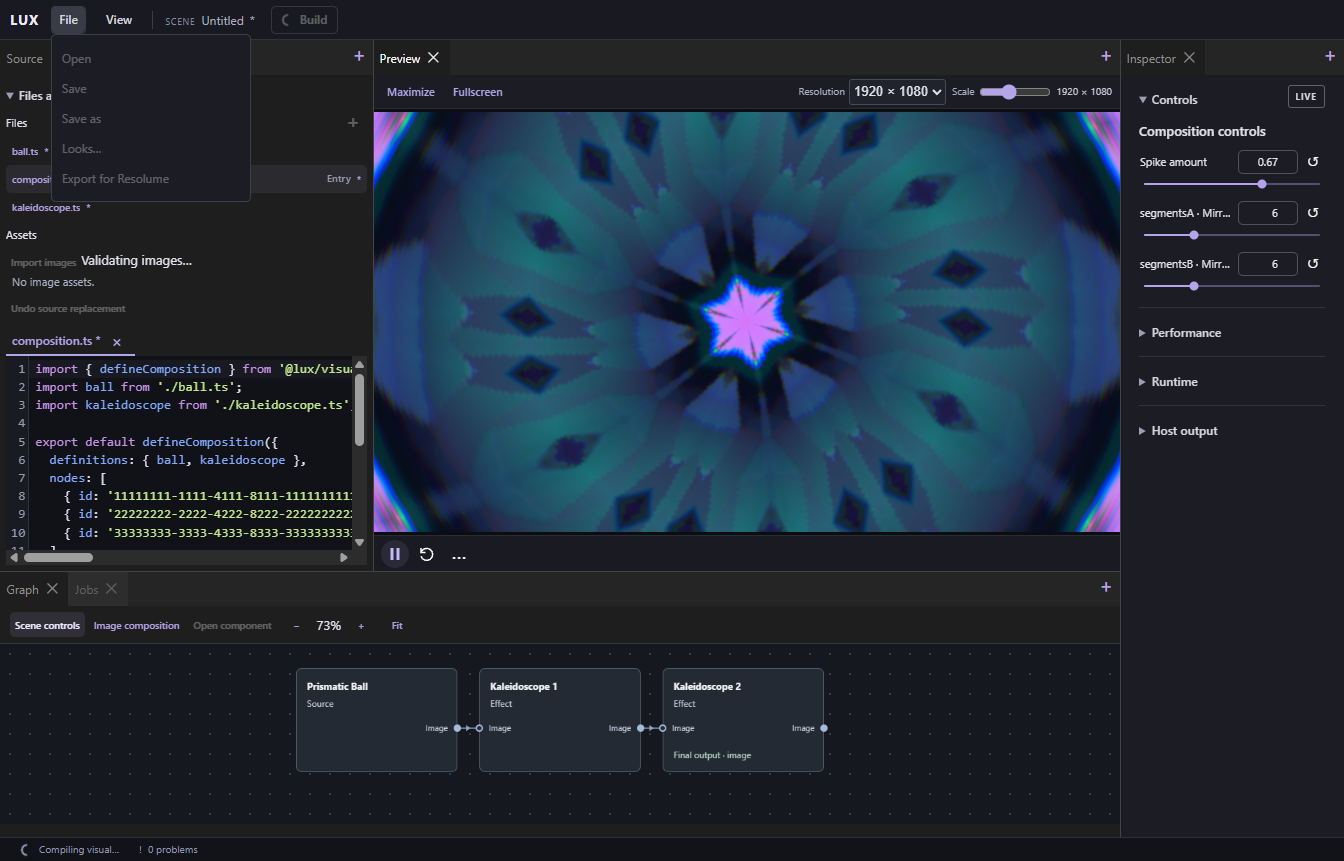 LUX File View SCENE Untitled * Build
Open
Save
Save as
Looks...
Export for Resolume
Source
Files a
Files
ball.ts *
composit
Entry *
kaleidoscope.ts *
Assets
Import images Validating images...
No image assets.
Undo source replacement
composition.ts *
1 import { defineComposition } from '@lux/visua
2 import ball from './ball.ts';
3 import kaleidoscope from './kaleidoscope.ts'
4
5 export default defineComposition({
6 definitions: { ball, kaleidoscope },
7 nodes: [
8 { id: '11111111-1111-4111-8111-1111111111
9 { id: '22222222-2222-4222-8222-2222222222
10 { id: '33333333-3333-4333-8333-3333333333
11 ]
Preview
Maximize Fullscreen
Resolution 1920 × 1080 Scale 1920 × 1080
Inspector
Controls LIVE
Composition controls
Spike amount 0.67
segmentsA · Mirr... 6
segmentsB · Mirr... 6
Performance
Runtime
Host output
Graph Jobs
Scene controls Image composition Open component − 73% + Fit
Prismatic Ball
Source
Image
Kaleidoscope 1
Effect
Image Image
Kaleidoscope 2
Effect
Image Image
Final output · image
Compiling visual... ! 0 problems